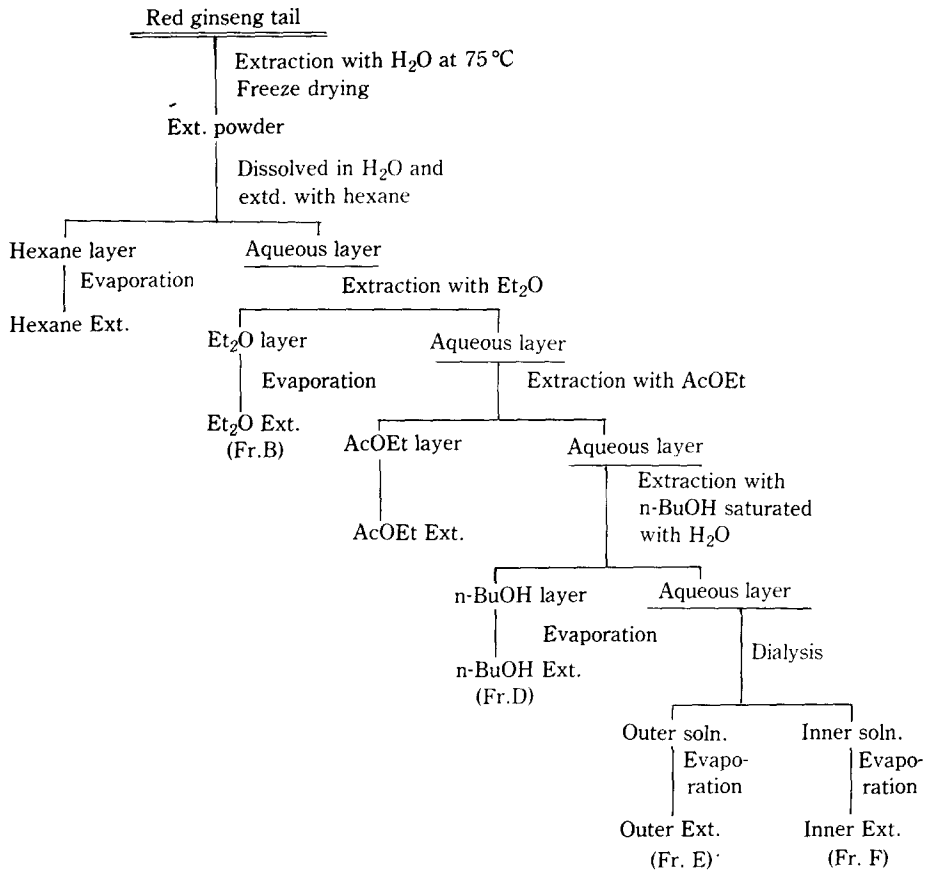 Red ginseng tail
Extraction with H₂O at 75°C
Freeze drying
Ext. powder
Dissolved in H₂O and
extd. with hexane
Hexane layer
Aqueous layer
Evaporation
Extraction with Et₂O
Hexane Ext.
Et₂O layer
Aqueous layer
Evaporation
Extraction with AcOEt
Et₂O Ext.
(Fr.B)
AcOEt layer
Aqueous layer
Extraction with
n-BuOH saturated
with H₂O
AcOEt Ext.
n-BuOH layer
Aqueous layer
Evaporation
Dialysis
n-BuOH Ext.
(Fr.D)
Outer soln.
Inner soln.
Evapo-
ration
Evapo-
ration
Outer Ext.
Inner Ext.
(Fr. E)
(Fr. F)